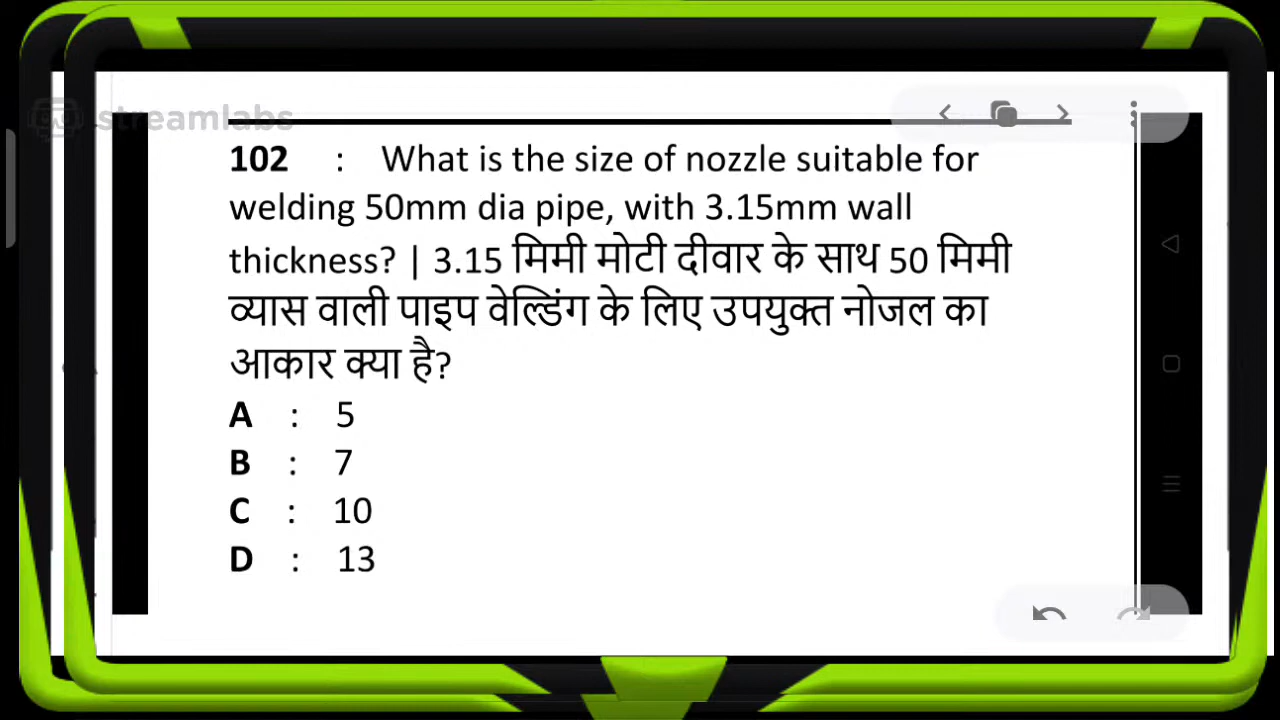 streamlabs
102 : What is the size of nozzle suitable for
welding 50mm dia pipe, with 3.15mm wall
thickness? | 3.15 मिमी मोटी दीवार के साथ 50 मिमी
व्यास वाली पाइप वेल्डिंग के लिए उपयुक्त नोजल का
आकार क्या है?
A : 5
B : 7
C : 10
D : 13